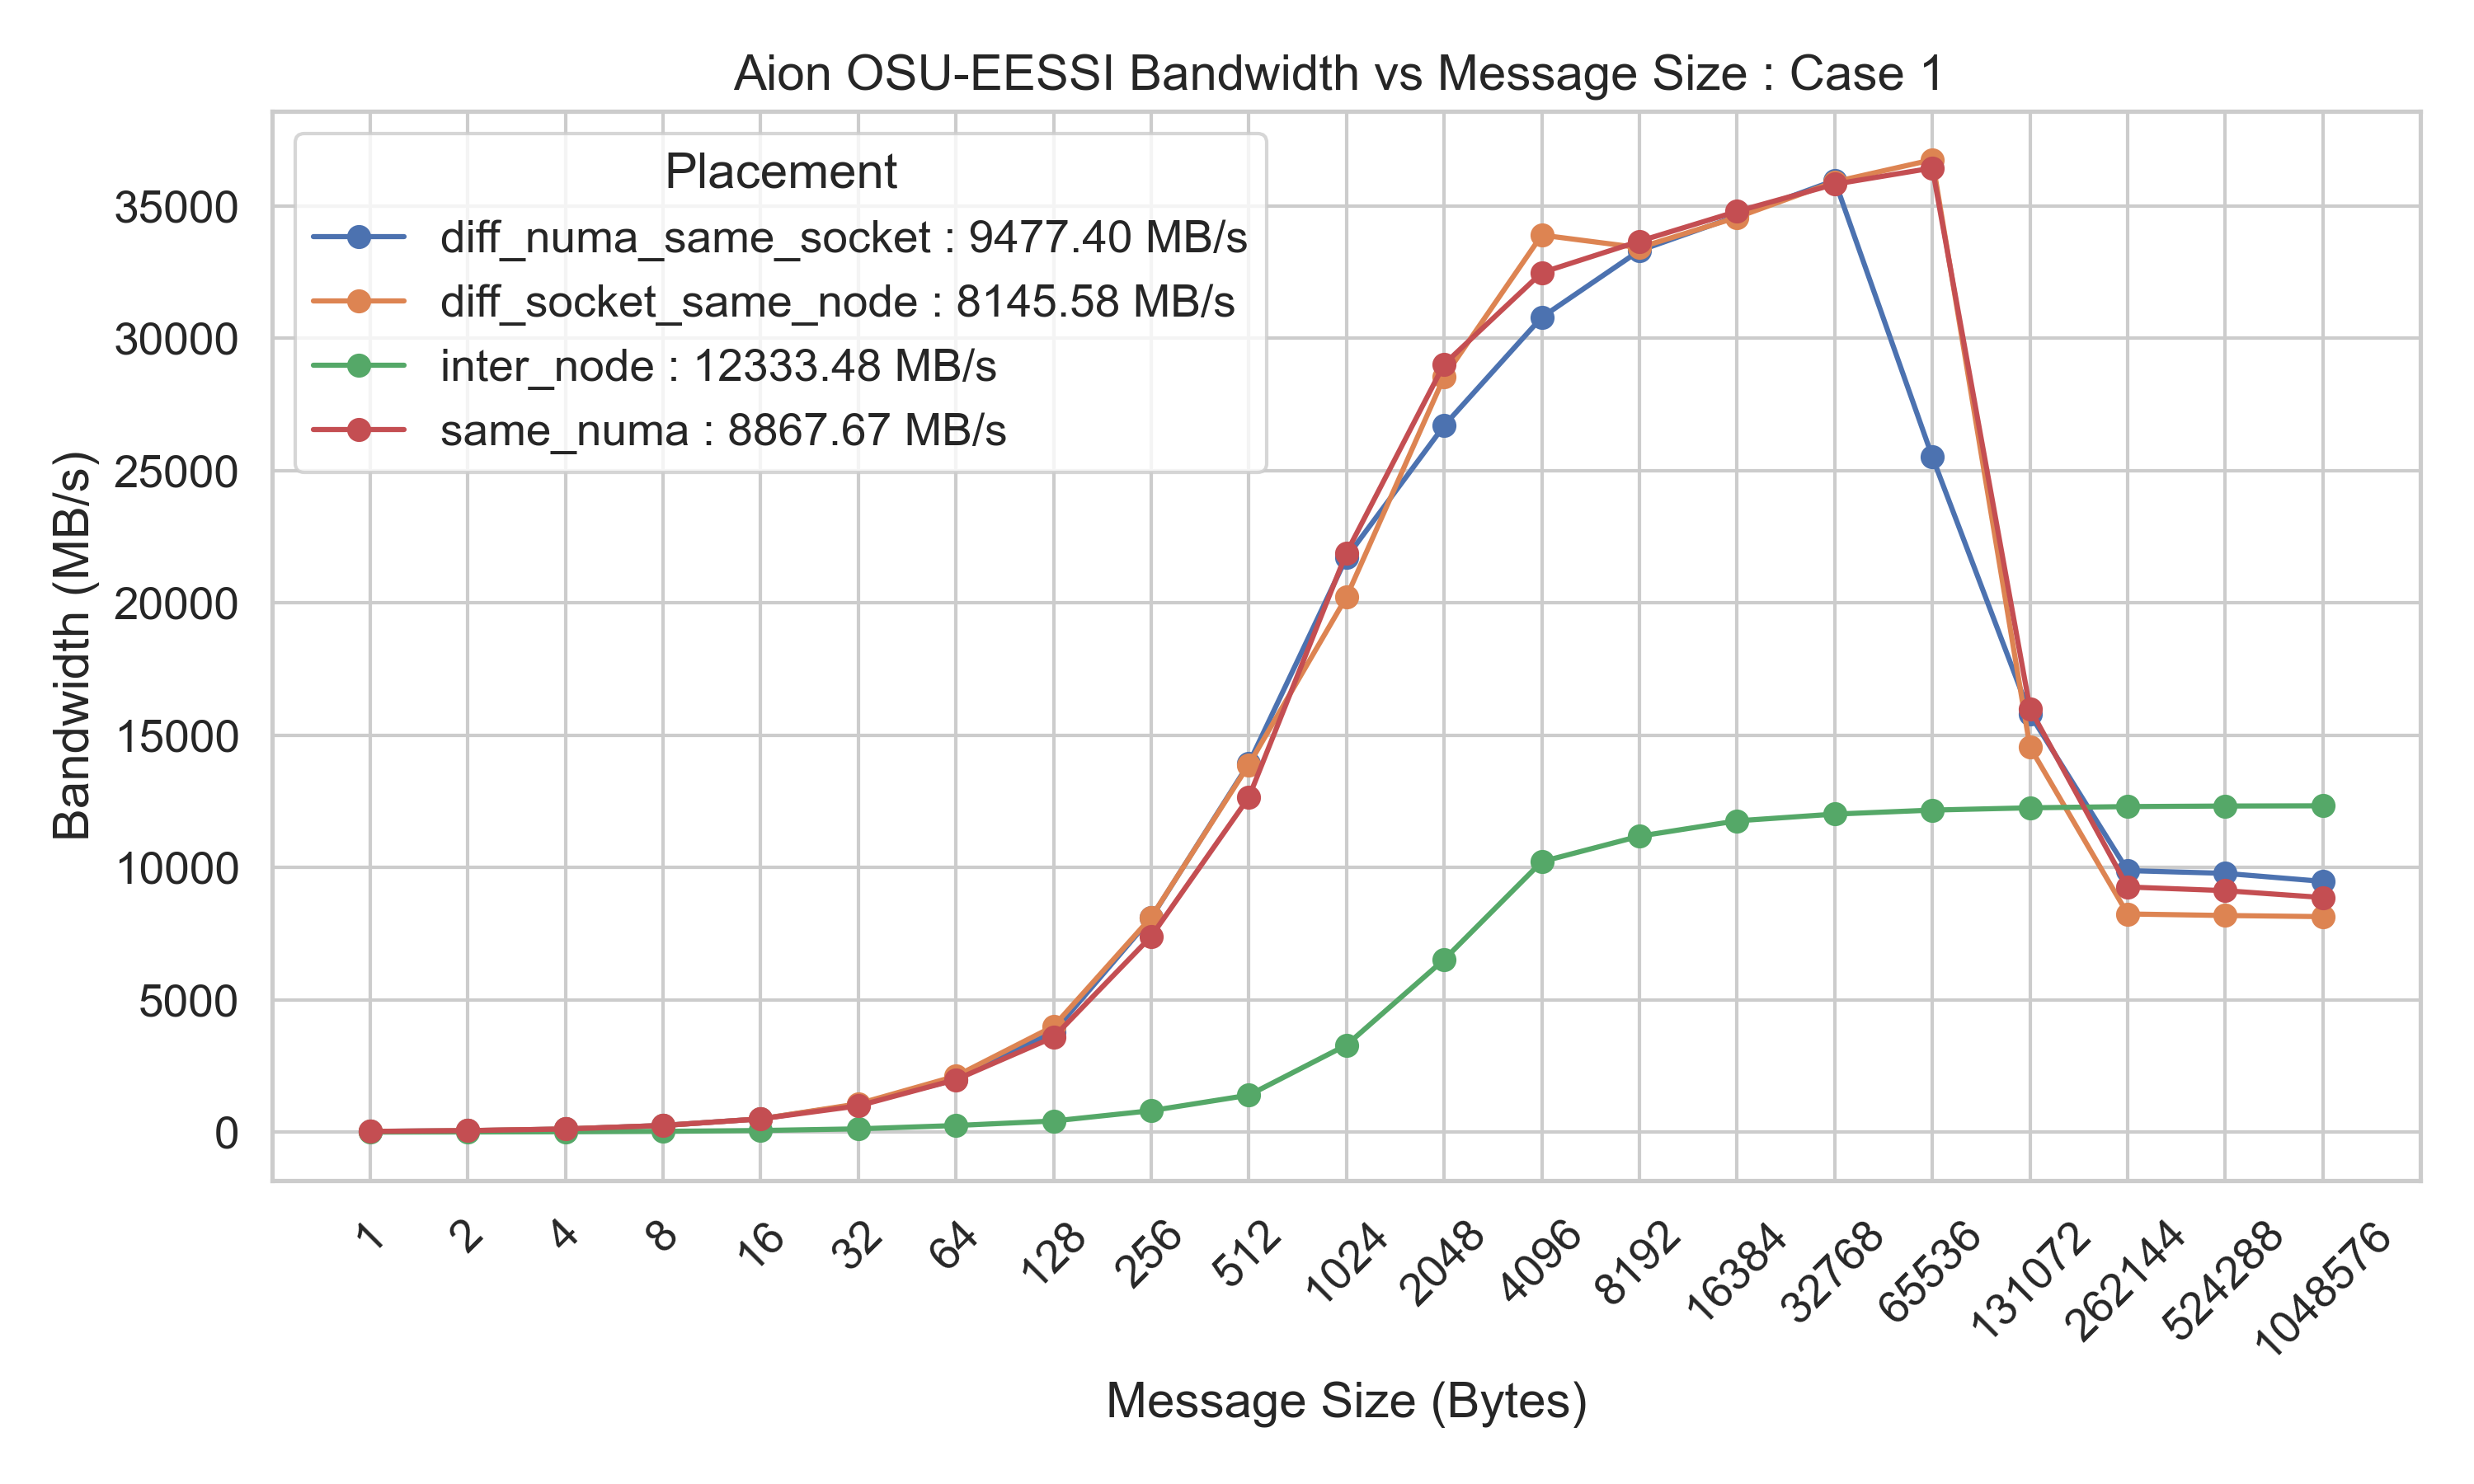 Aion OSU-EESSI Bandwidth vs Message Size : Case 1
Placement
diff_numa_same_socket : 9477.40 MB/s
diff_socket_same_node : 8145.58 MB/s
inter_node : 12333.48 MB/s
same_numa : 8867.67 MB/s
Bandwidth (MB/s)
35000
30000
25000
20000
15000
10000
5000
0
1 2 4 8 16 32 64 128 256 512 1024 2048 4096 8192 16384 32768 65536 131072 262144 524288 1048576
Message Size (Bytes)